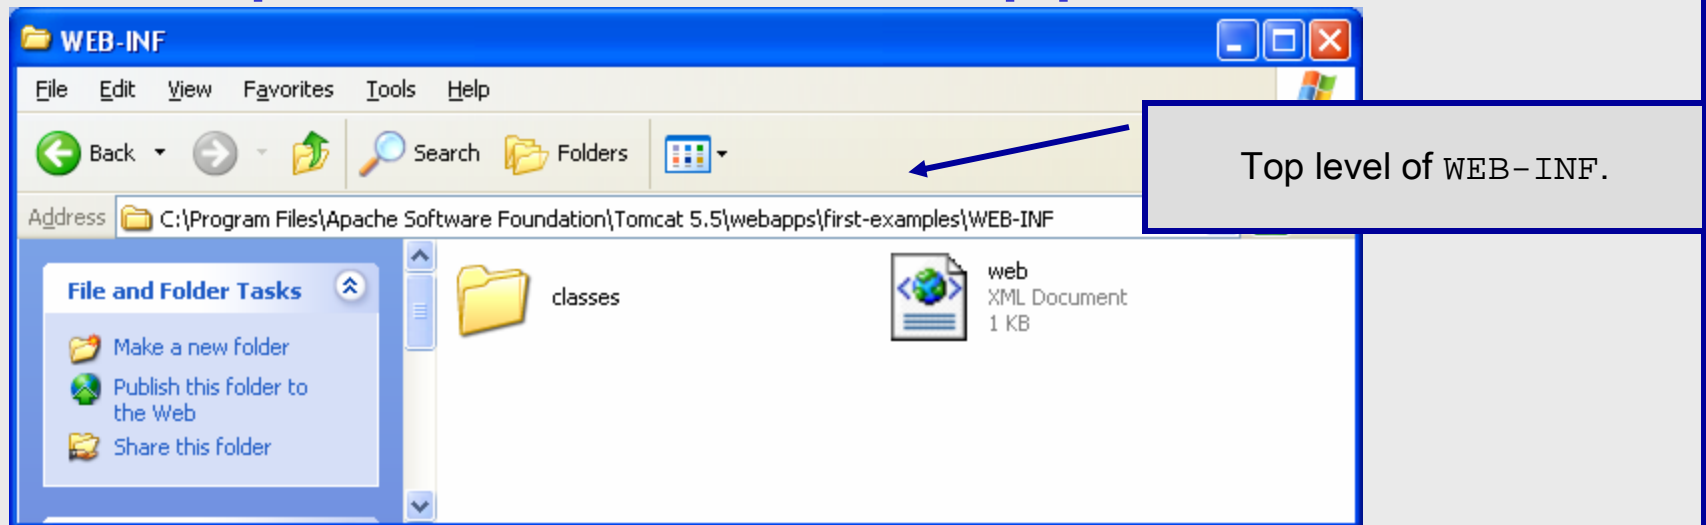 WEB-INF
File Edit View Favorites Tools Help
Back Search Folders
Top level of WEB-INF.
Address C:\Program Files\Apache Software Foundation\Tomcat 5.5\webapps\first-examples\WEB-INF
File and Folder Tasks
Make a new folder
Publish this folder to
the Web
Share this folder
classes
web
XML Document
1 KB